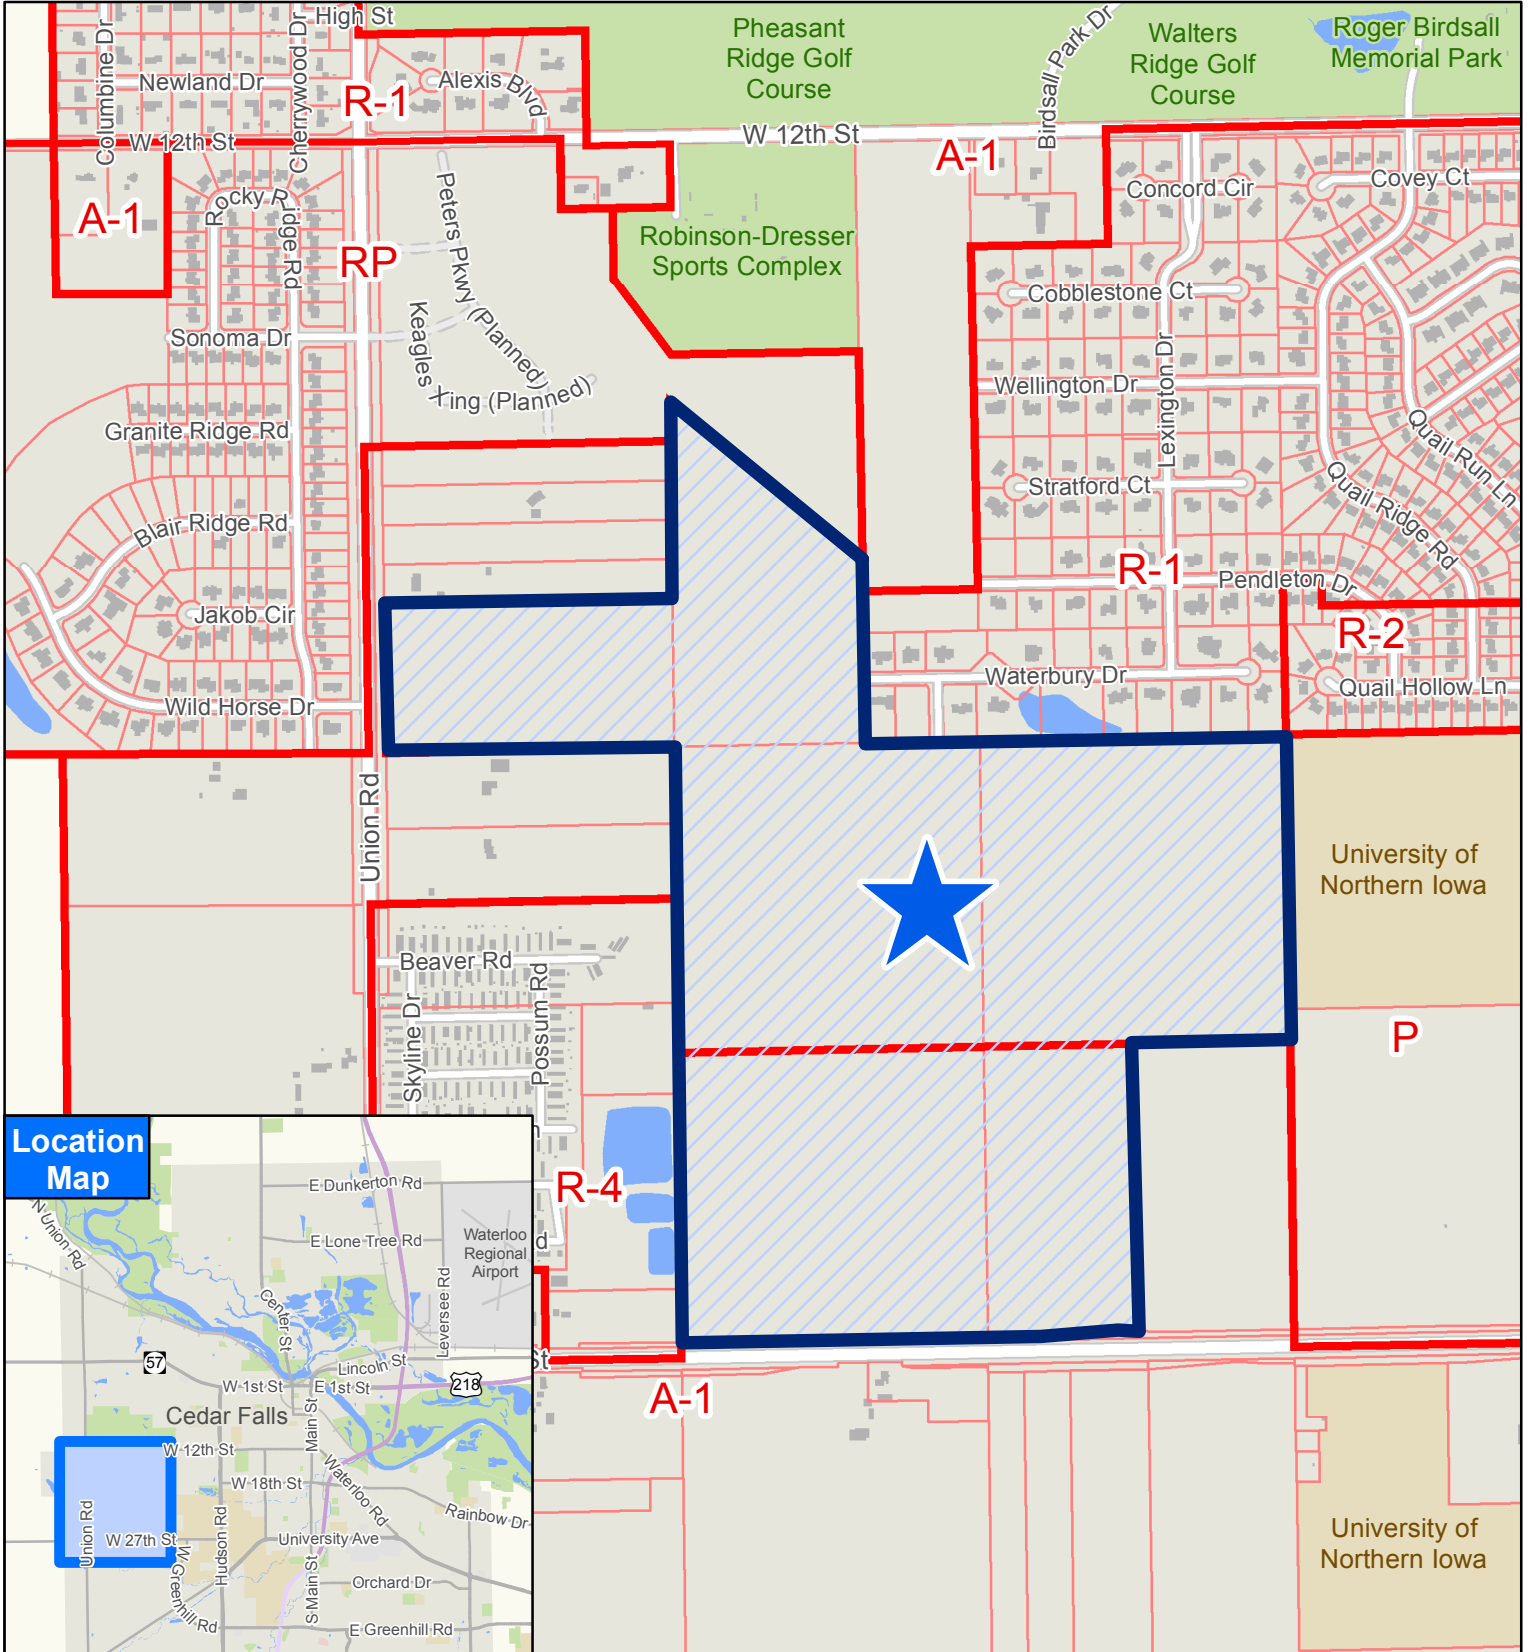 High St
Columbine Dr
Cherrywood Dr
Newland Dr
R-1
Alexis Blvd
Pheasant
Ridge Golf
Course
Birdsall Park Dr
Walters
Ridge Golf
Course
Roger Birdsall
Memorial Park
W 12th St
W 12th St
A-1
A-1
Rocky Ridge Rd
RP
Peters Pkwy (Planned)
Robinson-Dresser
Sports Complex
Concord Cir
Covey Ct
Cobblestone Ct
Keagles Xing (Planned)
Sonoma Dr
Lexington Dr
Wellington Dr
Granite Ridge Rd
Quail Run Ln
Stratford Ct
Quail Ridge Rd
Blair Ridge Rd
R-1
Pendleton Dr
Jakob Cir
R-2
Waterbury Dr
Quail Hollow Ln
Wild Horse Dr
Union Rd
University of
Northern Iowa
Beaver Rd
Skyline Dr
Possum Rd
P
n
R-4
d
St
A-1
University of
Northern Iowa
Location
Map
N Union Rd
E Dunkerton Rd
E Lone Tree Rd
Waterloo
Regional
Airport
Leversee Rd
Center St
57
Lincoln St
W 1st St
E 1st St
218
Cedar Falls
Main St
W 12th St
W 18th St
Waterloo Rd
Rainbow Dr
Union Rd
W 27th St
Hudson Rd
University Ave
W Greenhill Rd
S Main St
Orchard Dr
E Greenhill Rd